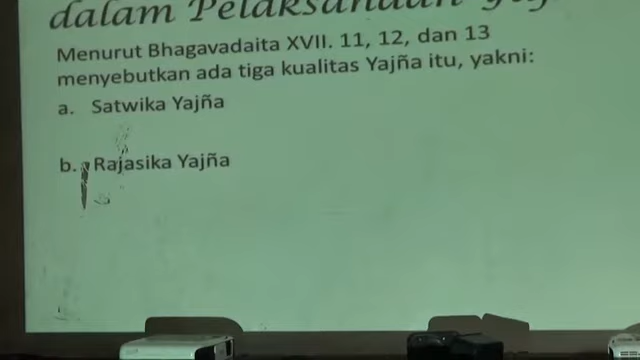 dalam Pelaksanaan
Menurut Bhagavadaita XVII. 11, 12, dan 13
menyebutkan ada tiga kualitas Yajña itu, yakni:
a. Satwika Yajña
b. Rajasika Yajña